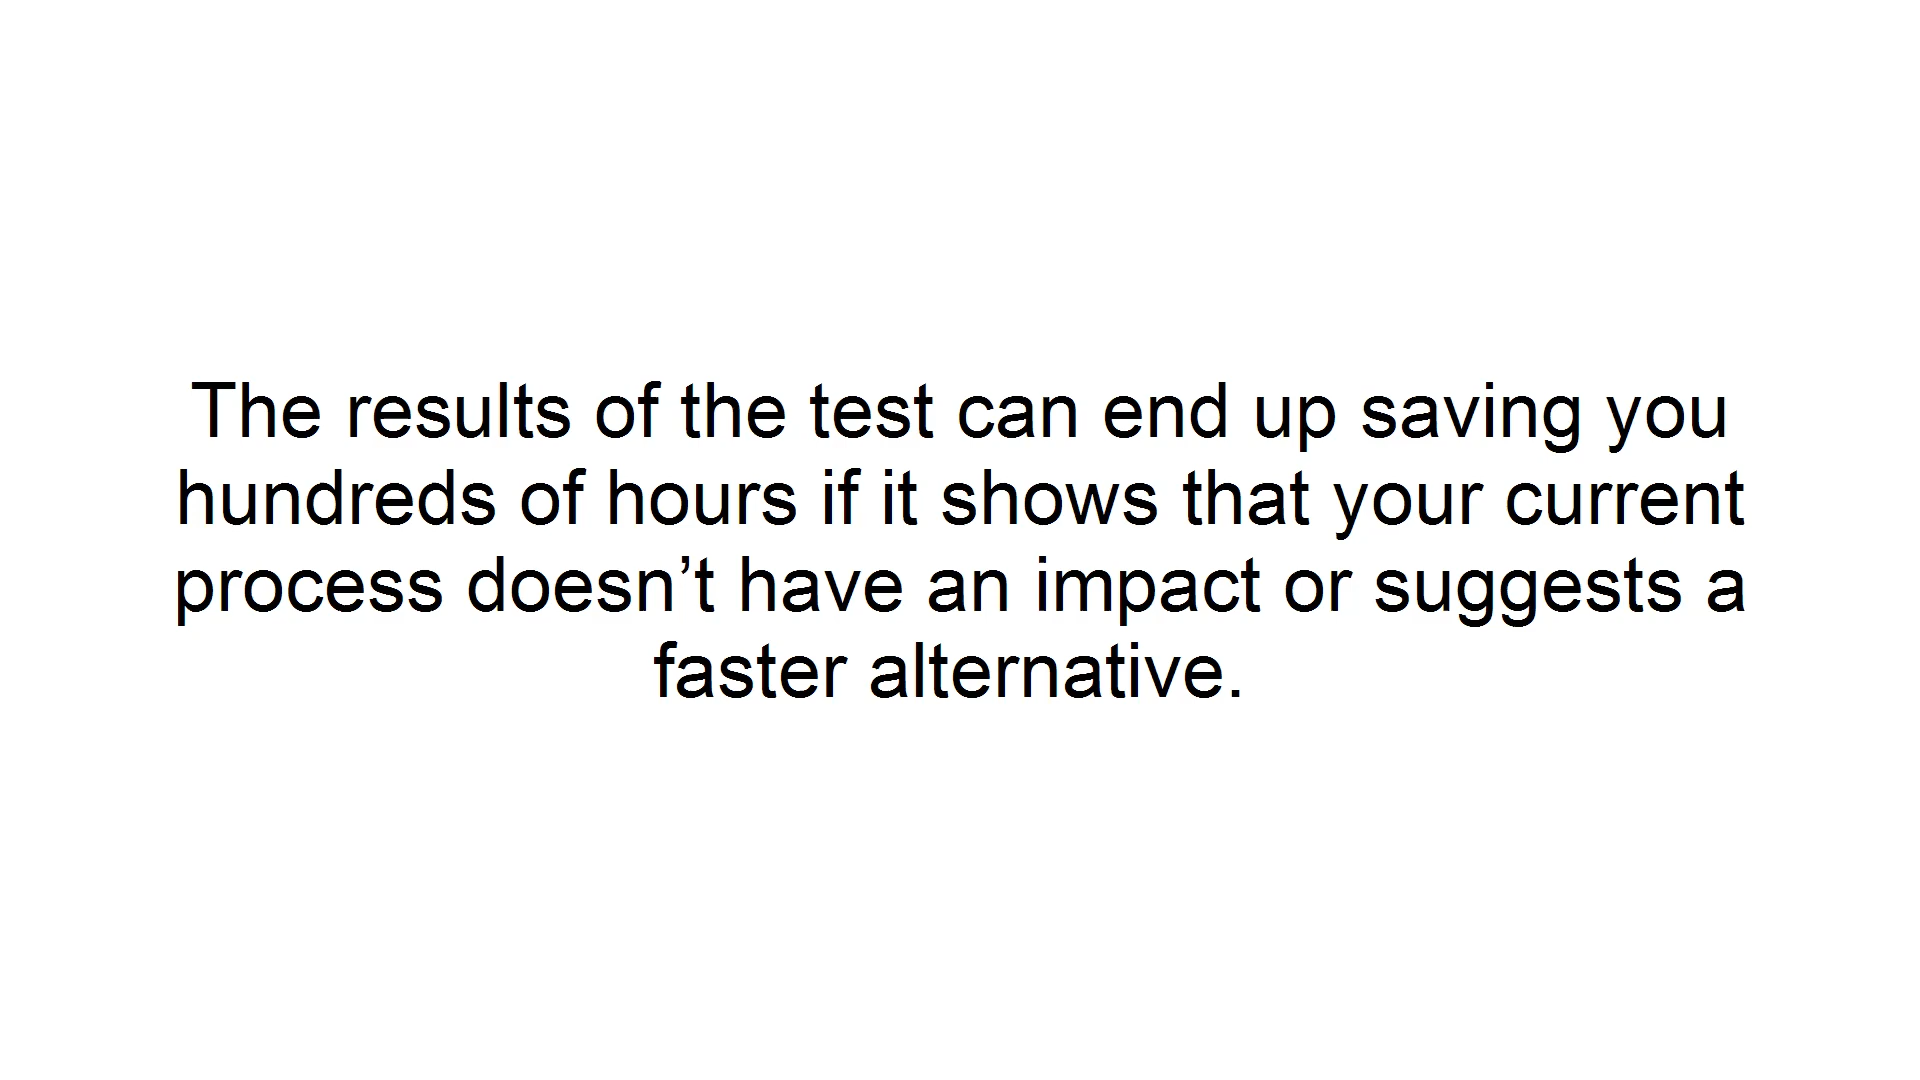 The results of the test can end up saving you
hundreds of hours if it shows that your current
process doesn’t have an impact or suggests a
faster alternative.